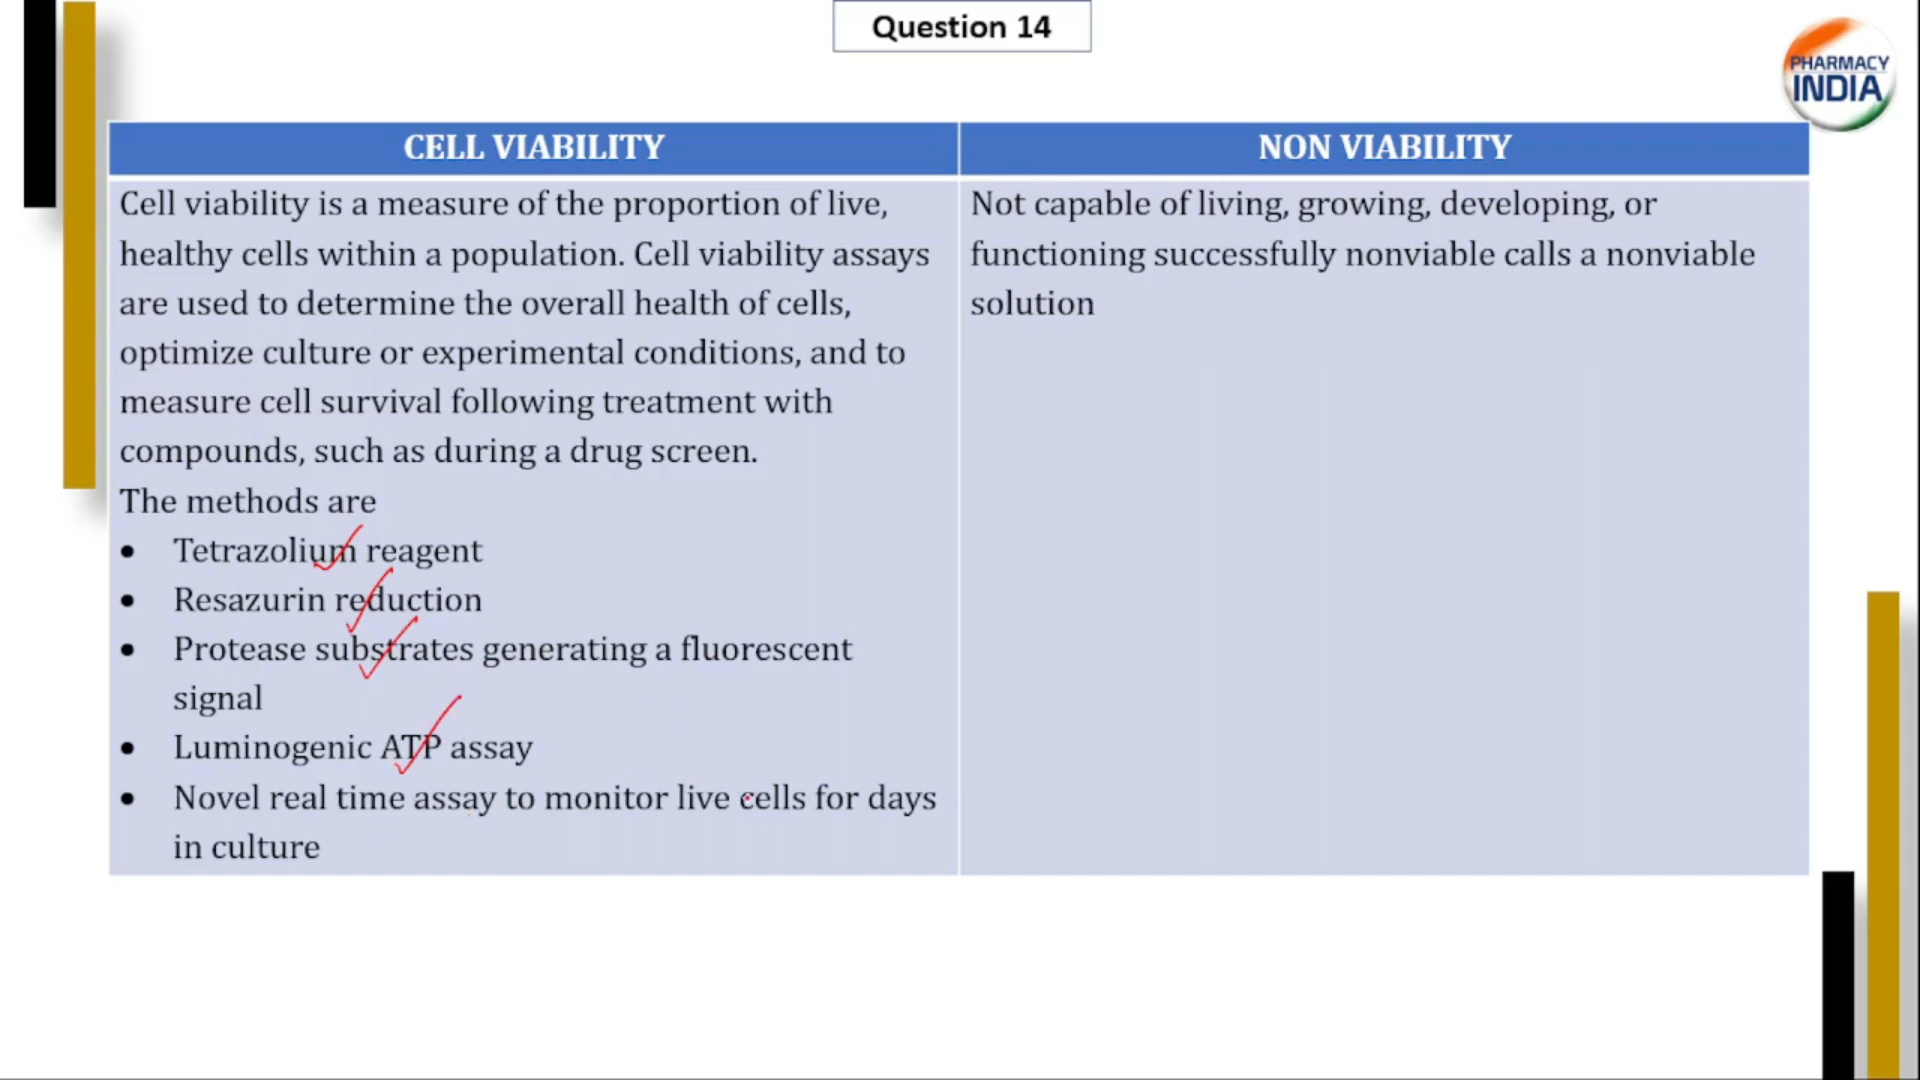 Question 14
PHARMACY
INDIA
CELL VIABILITY
NON VIABILITY
Cell viability is a measure of the proportion of live,
healthy cells within a population. Cell viability assays
are used to determine the overall health of cells,
optimize culture or experimental conditions, and to
measure cell survival following treatment with
compounds, such as during a drug screen.
The methods are
• Tetrazolium reagent
• Resazurin reduction
• Protease substrates generating a fluorescent
signal
• Luminogenic ATP assay
• Novel real time assay to monitor live cells for days
in culture
Not capable of living, growing, developing, or
functioning successfully nonviable calls a nonviable
solution